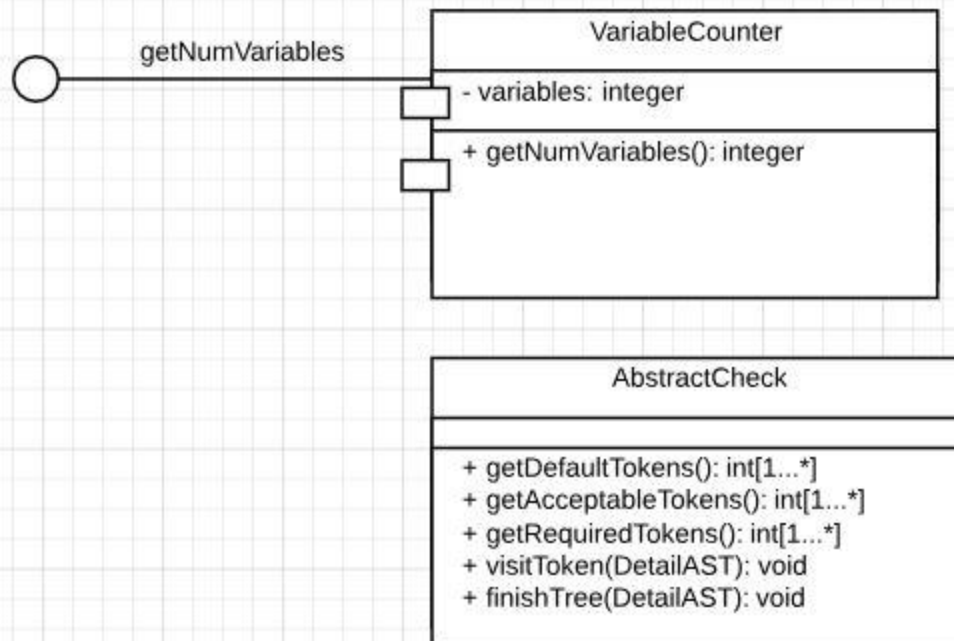 getNumVariables
VariableCounter
- variables: integer
+ getNumVariables(): integer
AbstractCheck
+ getDefaultTokens(): int[1...*]
+ getAcceptableTokens(): int[1...*]
+ getRequiredTokens(): int[1...*]
+ visitToken(DetailAST): void
+ finishTree(DetailAST): void